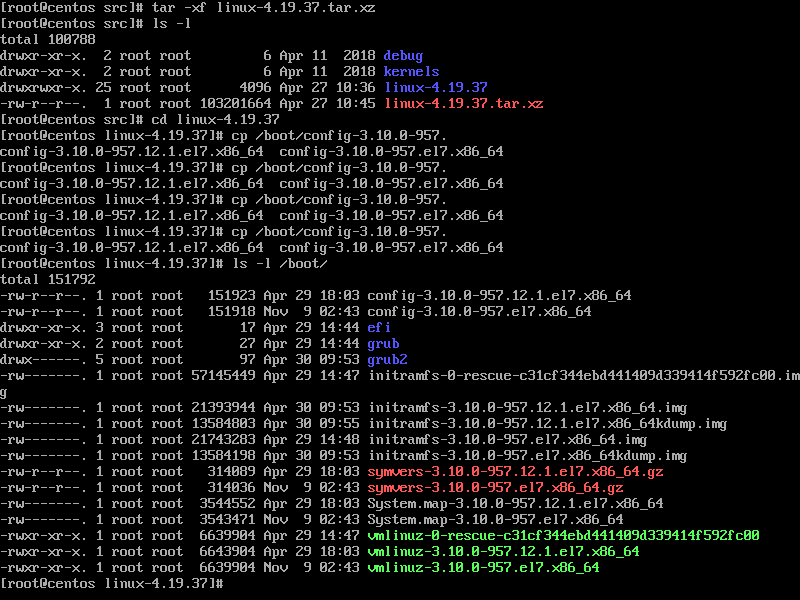 [root@centos src]# tar -xf linux-4.19.37.tar.xz
[root@centos src]# ls -l
total 100788
drwxr-xr-x.  2 root root         6 Apr 11  2018 debug
drwxr-xr-x.  2 root root         6 Apr 11  2018 kernels
drwxrwxr-x. 25 root root      4096 Apr 27 10:36 linux-4.19.37
-rw-r--r--.  1 root root 103201664 Apr 27 10:45 linux-4.19.37.tar.xz
[root@centos src]# cd linux-4.19.37
[root@centos linux-4.19.37]# cp /boot/config-3.10.0-957.
config-3.10.0-957.12.1.el7.x86_64  config-3.10.0-957.el7.x86_64
[root@centos linux-4.19.37]# cp /boot/config-3.10.0-957.
config-3.10.0-957.12.1.el7.x86_64  config-3.10.0-957.el7.x86_64
[root@centos linux-4.19.37]# cp /boot/config-3.10.0-957.
config-3.10.0-957.12.1.el7.x86_64  config-3.10.0-957.el7.x86_64
[root@centos linux-4.19.37]# cp /boot/config-3.10.0-957.
config-3.10.0-957.12.1.el7.x86_64  config-3.10.0-957.el7.x86_64
[root@centos linux-4.19.37]# ls -l /boot/
total 151792
-rw-r--r--. 1 root root   151923 Apr 29 18:03 config-3.10.0-957.12.1.el7.x86_64
-rw-r--r--. 1 root root   151918 Nov  9 02:43 config-3.10.0-957.el7.x86_64
drwxr-xr-x. 3 root root       17 Apr 29 14:44 efi
drwxr-xr-x. 2 root root       27 Apr 29 14:44 grub
drwx------. 5 root root       97 Apr 30 09:53 grub2
-rw-------. 1 root root 57145449 Apr 29 14:47 initramfs-0-rescue-c31cf344ebd441409d339414f592fc00.im
g
-rw-------. 1 root root 21393944 Apr 30 09:53 initramfs-3.10.0-957.12.1.el7.x86_64.img
-rw-------. 1 root root 13584803 Apr 30 09:55 initramfs-3.10.0-957.12.1.el7.x86_64kdump.img
-rw-------. 1 root root 21743283 Apr 29 14:48 initramfs-3.10.0-957.el7.x86_64.img
-rw-------. 1 root root 13584198 Apr 30 09:53 initramfs-3.10.0-957.el7.x86_64kdump.img
-rw-r--r--. 1 root root   314089 Apr 29 18:03 symvers-3.10.0-957.12.1.el7.x86_64.gz
-rw-r--r--. 1 root root   314036 Nov  9 02:43 symvers-3.10.0-957.el7.x86_64.gz
-rw-------. 1 root root  3544552 Apr 29 18:03 System.map-3.10.0-957.12.1.el7.x86_64
-rw-------. 1 root root  3543471 Nov  9 02:43 System.map-3.10.0-957.el7.x86_64
-rwxr-xr-x. 1 root root  6639904 Apr 29 14:47 vmlinuz-0-rescue-c31cf344ebd441409d339414f592fc00
-rwxr-xr-x. 1 root root  6643904 Apr 29 18:03 vmlinuz-3.10.0-957.12.1.el7.x86_64
-rwxr-xr-x. 1 root root  6639904 Nov  9 02:43 vmlinuz-3.10.0-957.el7.x86_64
[root@centos linux-4.19.37]#